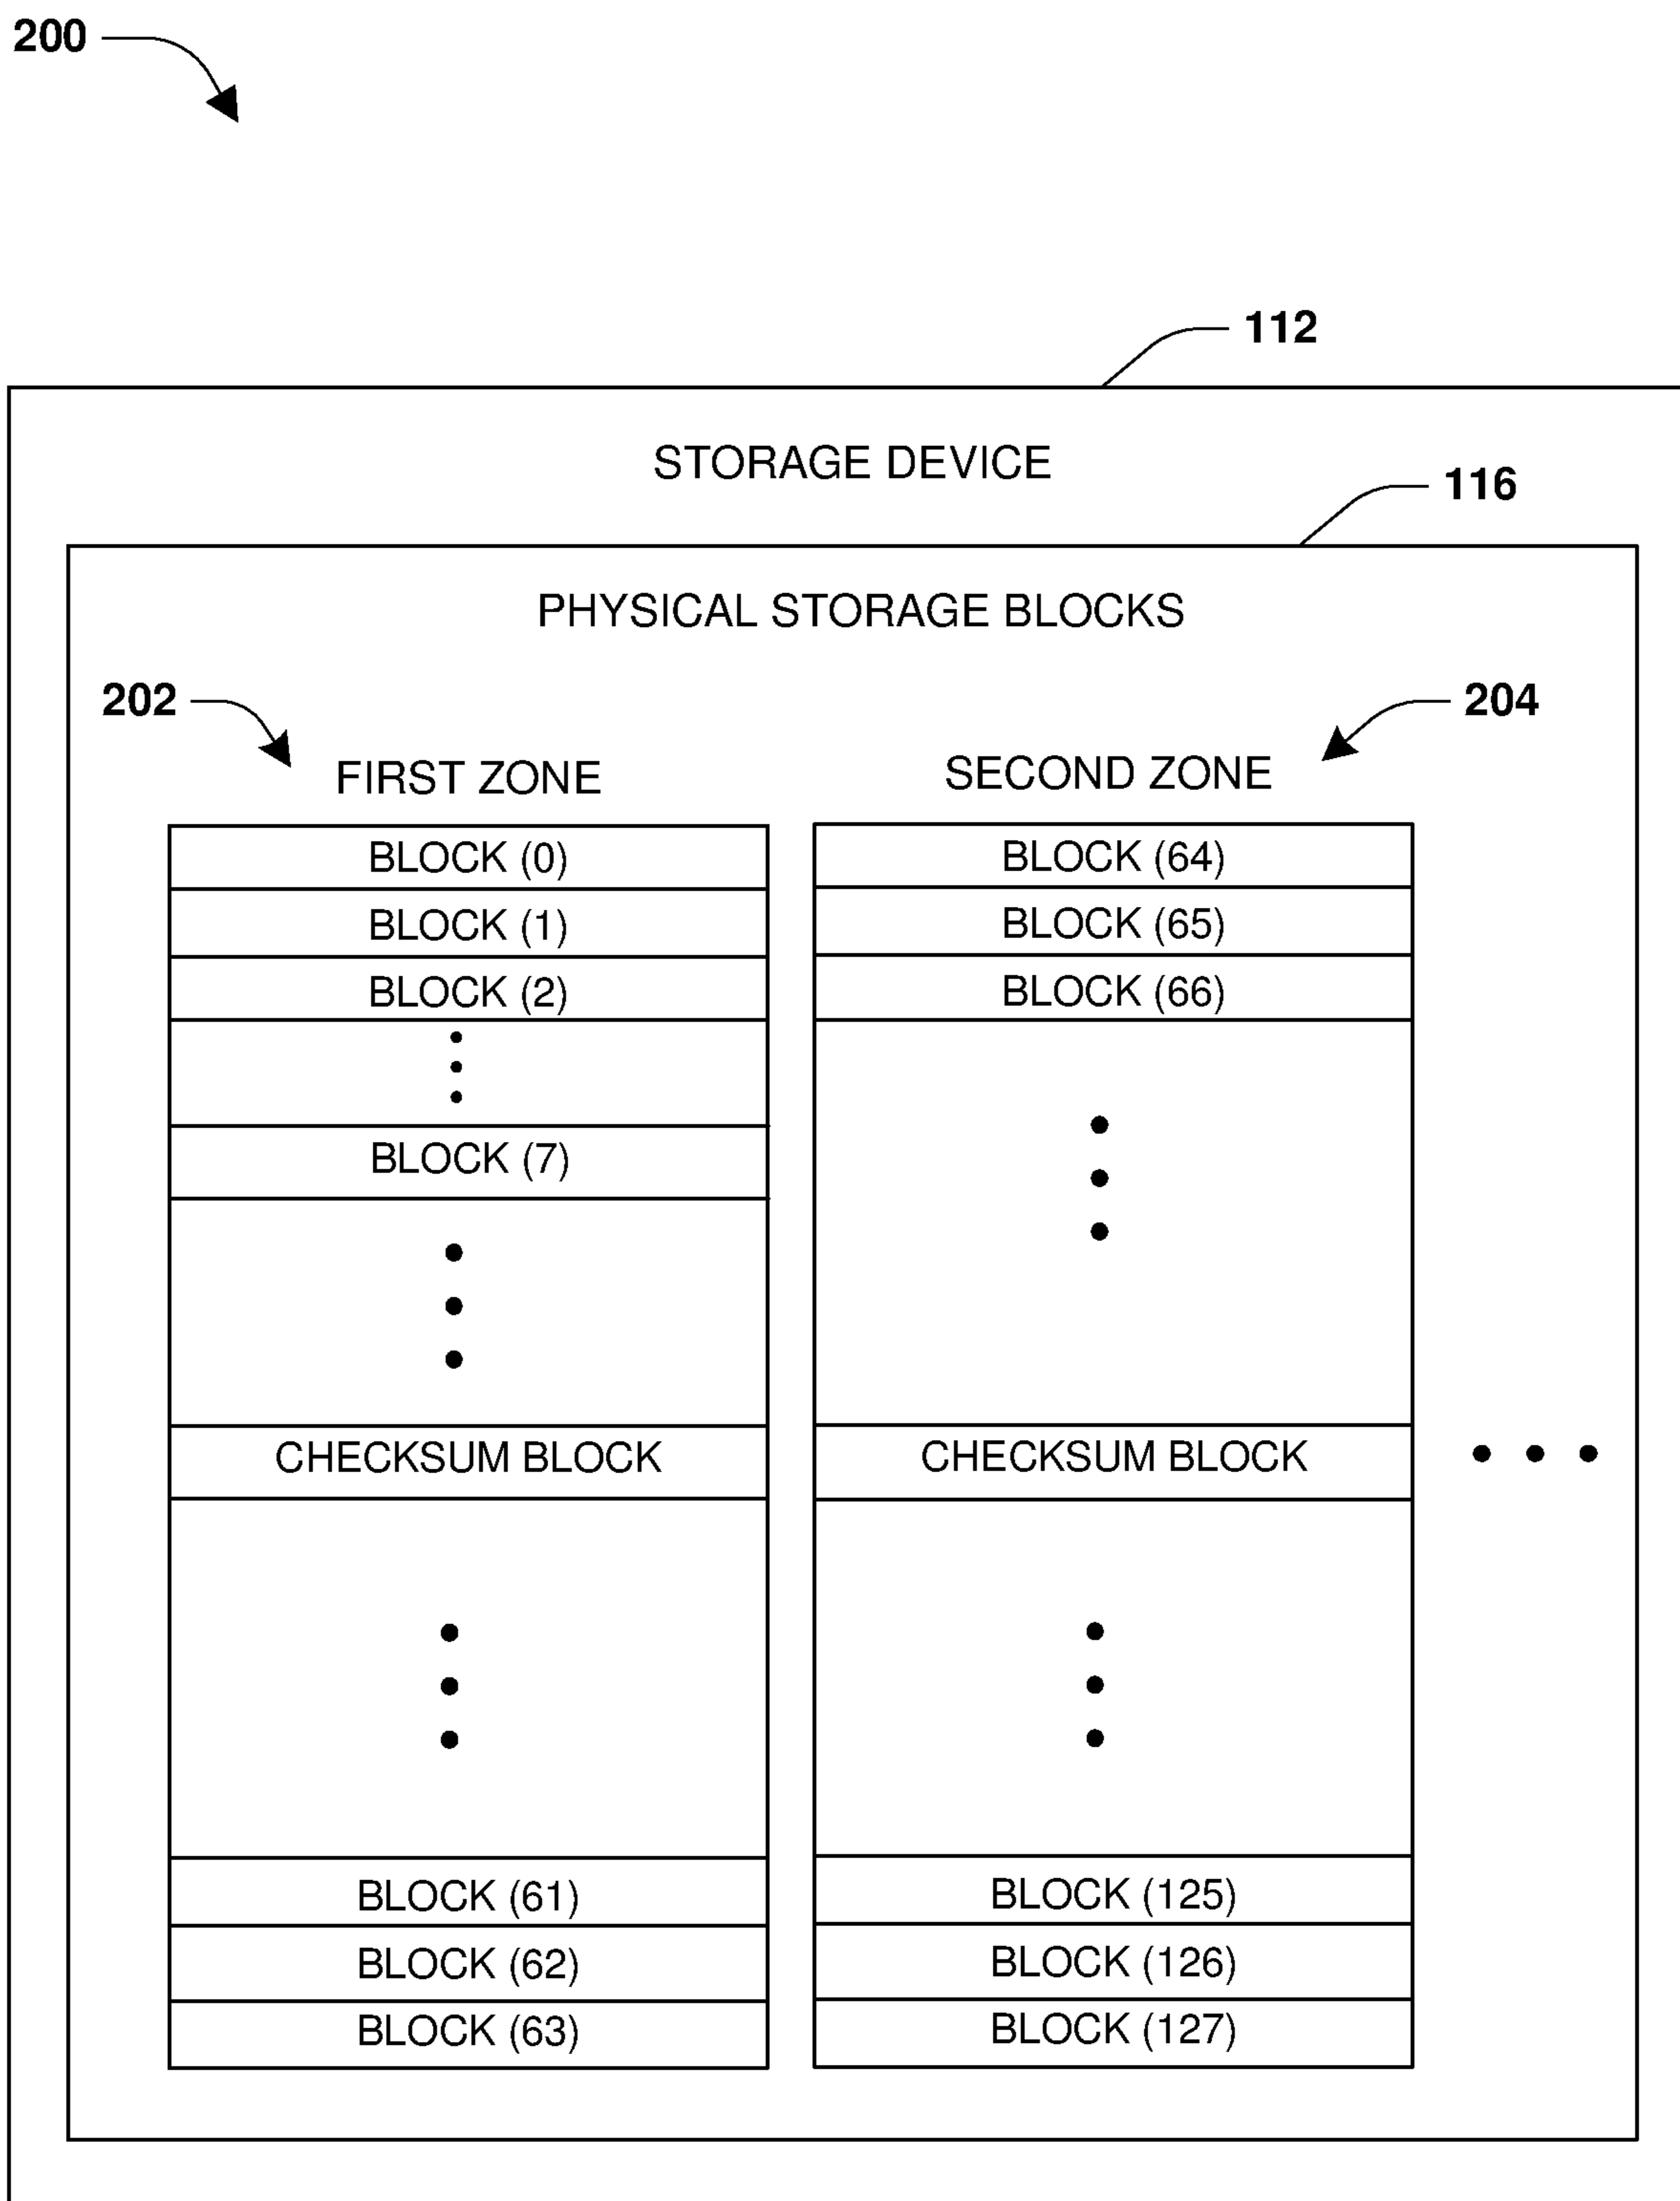 200
112
STORAGE DEVICE
116
PHYSICAL STORAGE BLOCKS
202
204
FIRST ZONE
SECOND ZONE
BLOCK (0)
BLOCK (1)
BLOCK (2)
BLOCK (7)
CHECKSUM BLOCK
BLOCK (61)
BLOCK (62)
BLOCK (63)
BLOCK (64)
BLOCK (65)
BLOCK (66)
CHECKSUM BLOCK
BLOCK (125)
BLOCK (126)
BLOCK (127)